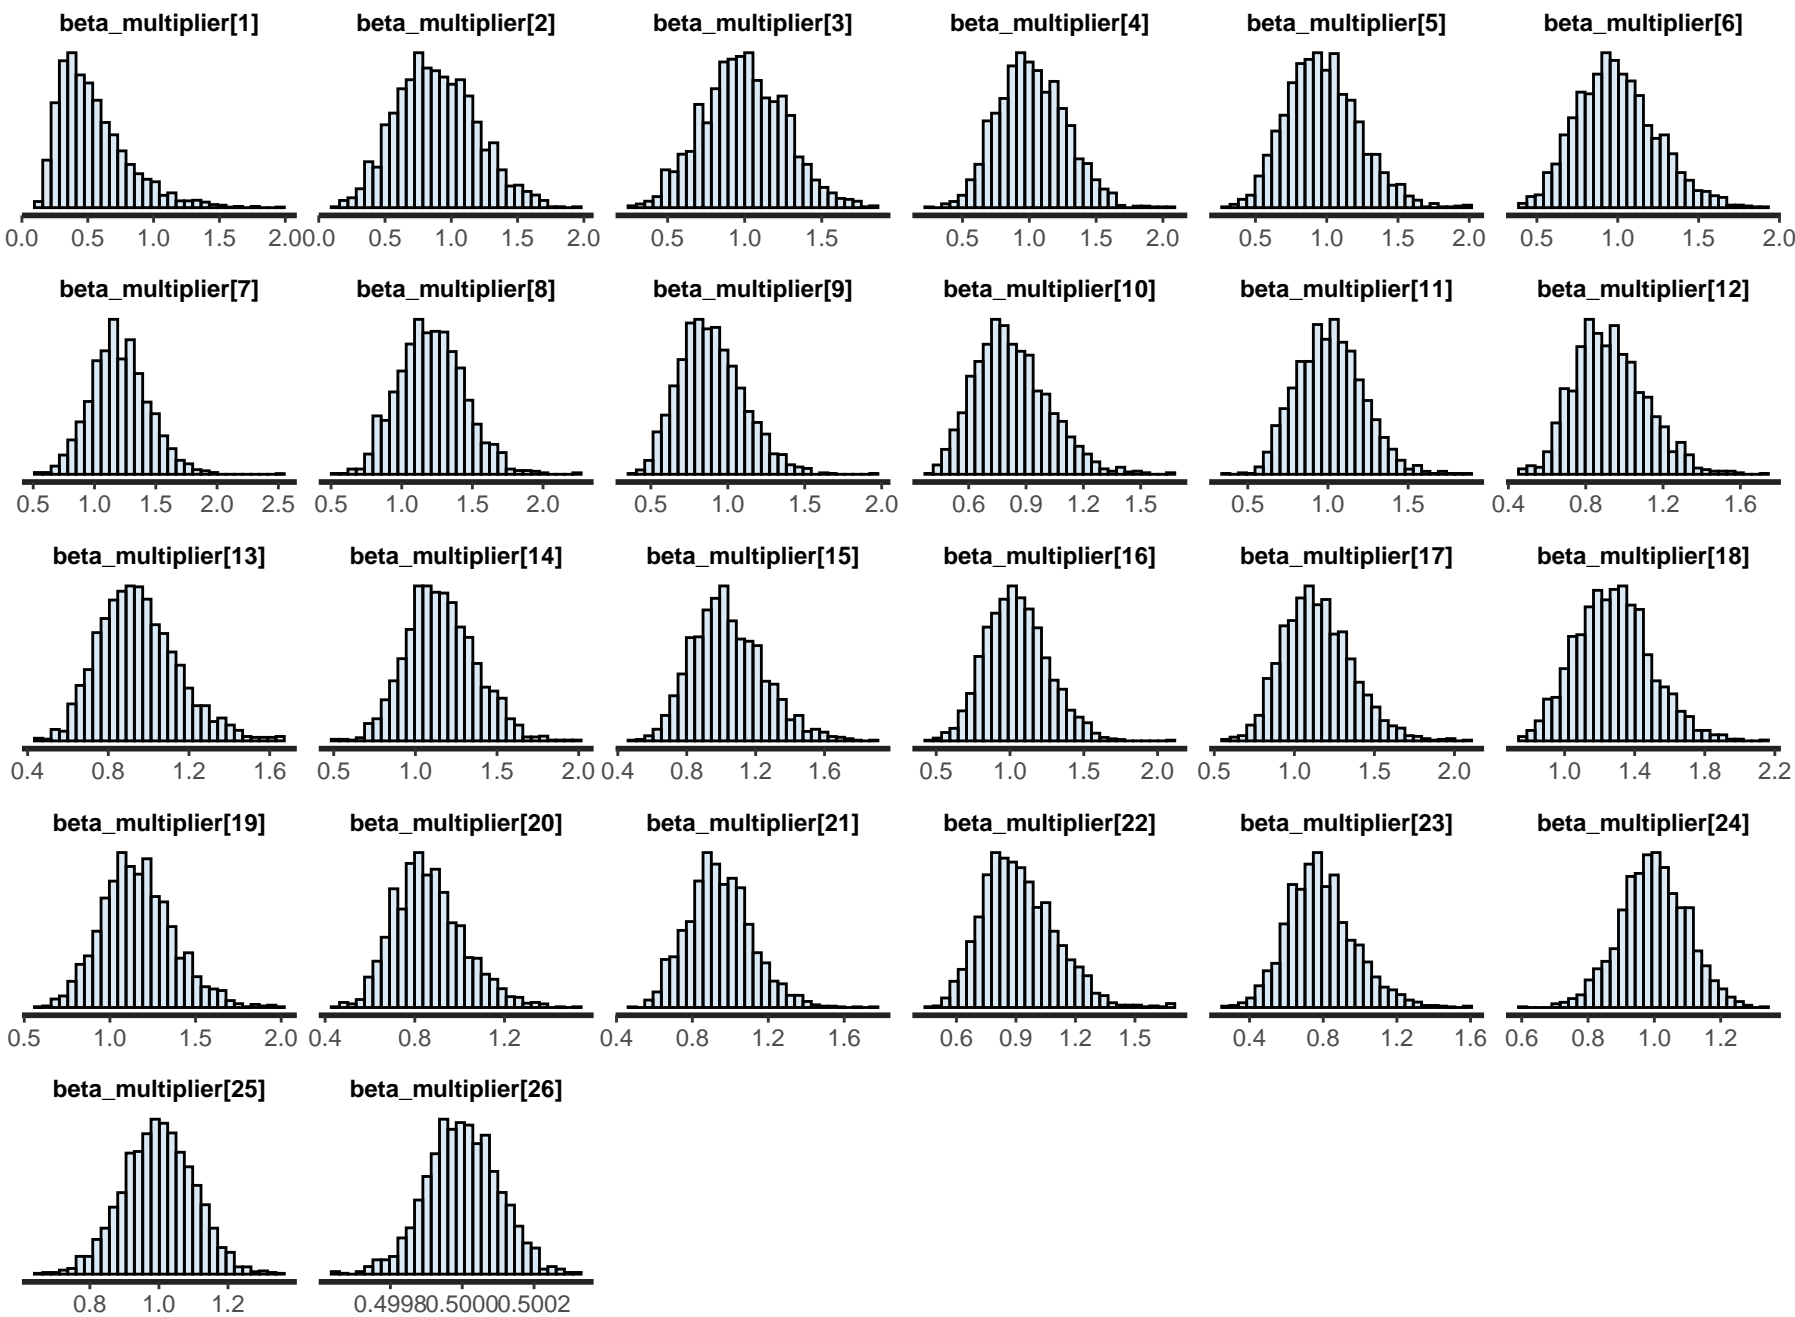 beta_multiplier[1] beta_multiplier[2] beta_multiplier[3] beta_multiplier[4] beta_multiplier[5] beta_multiplier[6]
0.0 0.5 1.0 1.5 2.0 0.0 0.5 1.0 1.5 2.0 0.5 1.0 1.5 0.5 1.0 1.5 2.0 0.5 1.0 1.5 2.0 0.5 1.0 1.5 2.0
beta_multiplier[7] beta_multiplier[8] beta_multiplier[9] beta_multiplier[10] beta_multiplier[11] beta_multiplier[12]
0.5 1.0 1.5 2.0 2.5 0.5 1.0 1.5 2.0 0.5 1.0 1.5 2.0 0.6 0.9 1.2 1.5 0.5 1.0 1.5 0.4 0.8 1.2 1.6
beta_multiplier[13] beta_multiplier[14] beta_multiplier[15] beta_multiplier[16] beta_multiplier[17] beta_multiplier[18]
0.4 0.8 1.2 1.6 0.5 1.0 1.5 2.0 0.4 0.8 1.2 1.6 0.5 1.0 1.5 2.0 0.5 1.0 1.5 2.0 1.0 1.4 1.8 2.2
beta_multiplier[19] beta_multiplier[20] beta_multiplier[21] beta_multiplier[22] beta_multiplier[23] beta_multiplier[24]
0.5 1.0 1.5 2.0 0.4 0.8 1.2 0.4 0.8 1.2 1.6 0.6 0.9 1.2 1.5 0.4 0.8 1.2 1.6 0.6 0.8 1.0 1.2
beta_multiplier[25] beta_multiplier[26]
0.8 1.0 1.2 0.4998 0.5000 0.5002